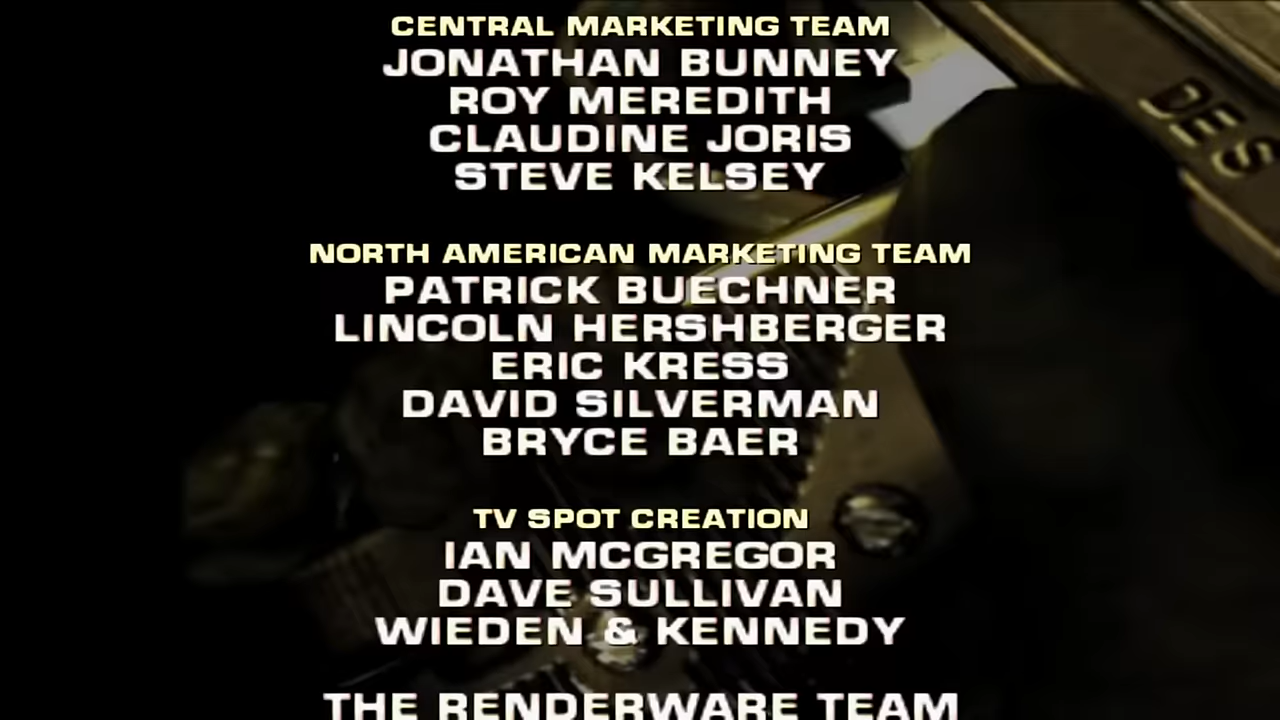 CENTRAL MARKETING TEAM
JONATHAN BUNNEY
ROY MEREDITH
CLAUDINE JORIS
STEVE KELSEY
NORTH AMERICAN MARKETING TEAM
PATRICK BUECHNER
LINCOLN HERSHBERGER
ERIC KRESS
DAVID SILVERMAN
BRYCE BAER
TV SPOT CREATION
IAN MCGREGOR
DAVE SULLIVAN
WIEDEN & KENNEDY
THE RENDERWARE TEAM
DE S